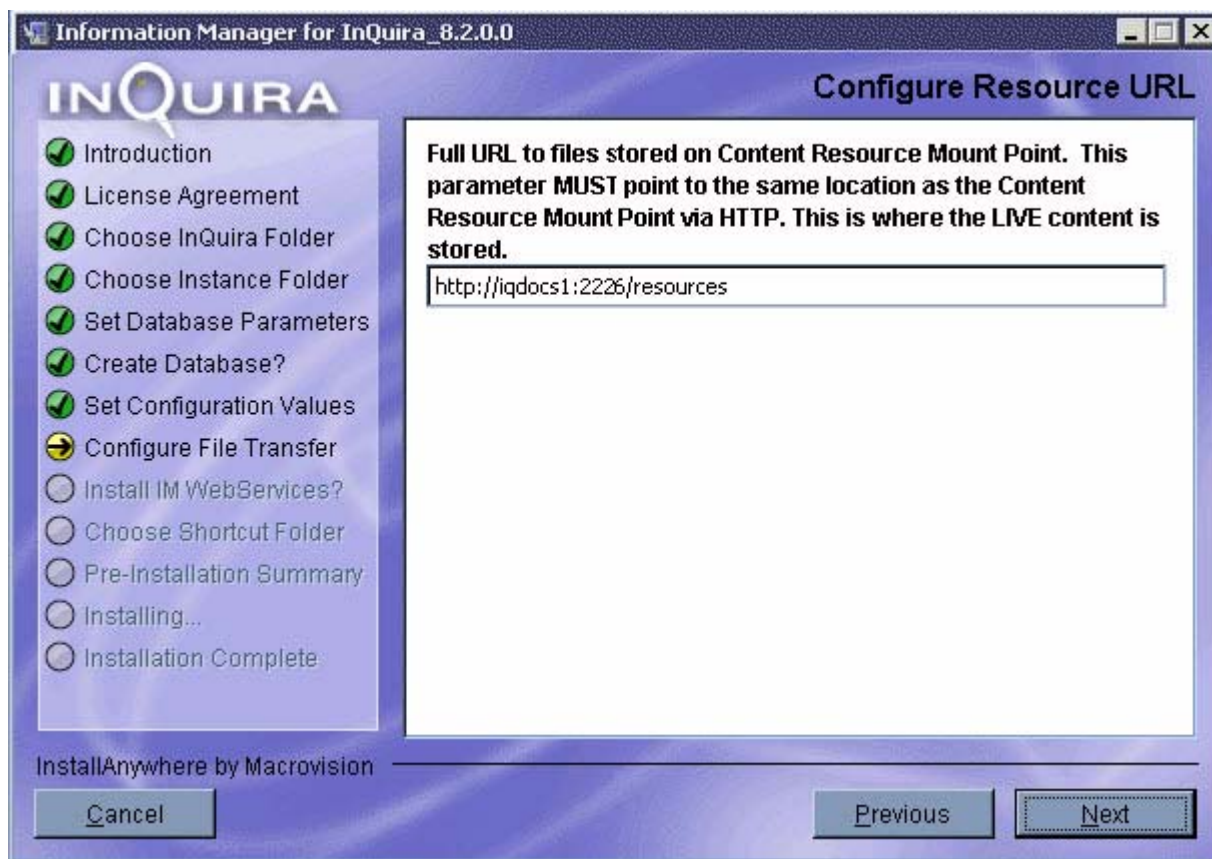 Information Manager for InQuira_8.2.0.0
INQUIRA
Configure Resource URL
Introduction
License Agreement
Choose InQuira Folder
Choose Instance Folder
Set Database Parameters
Create Database?
Set Configuration Values
Configure File Transfer
Install IM WebServices?
Choose Shortcut Folder
Pre-Installation Summary
Installing...
Installation Complete
Full URL to files stored on Content Resource Mount Point. This
parameter MUST point to the same location as the Content
Resource Mount Point via HTTP. This is where the LIVE content is
stored.
http://iqdocs1:2226/resources
InstallAnywhere by Macrovision
Cancel
Previous
Next